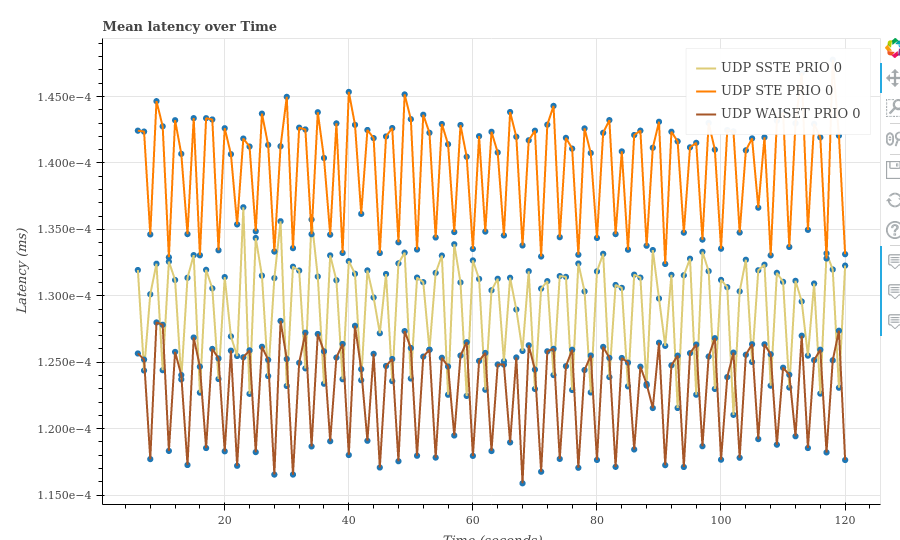 Mean latency over Time
UDP SSTE PRIO 0
UDP STE PRIO 0
UDP WAISET PRIO 0
Latency (ms)
1.450e−4
1.400e−4
1.350e−4
1.300e−4
1.250e−4
1.200e−4
1.150e−4
20 40 60 80 100 120
Time (seconds)